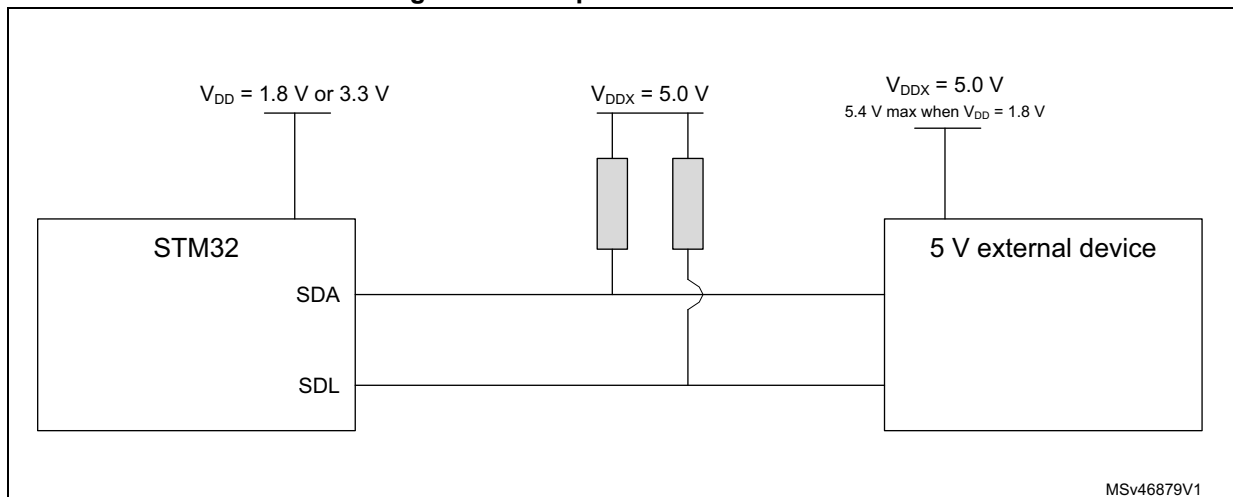 V_DD = 1.8 V or 3.3 V
V_DDX = 5.0 V
V_DDX = 5.0 V
5.4 V max when V_DD = 1.8 V
STM32
5 V external device
SDA
SDL
MSv46879V1